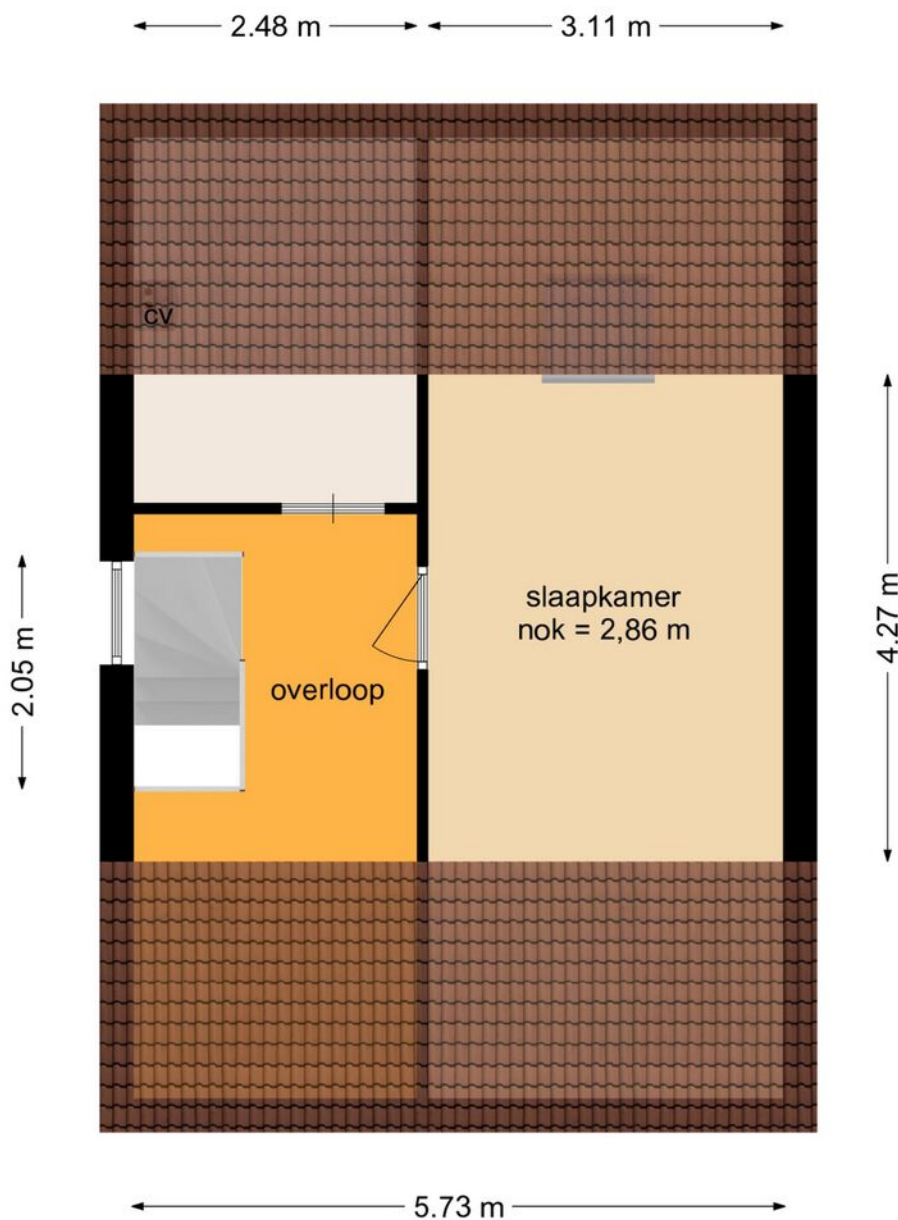 2.48 m
3.11 m
cv
slaapkamer
nok = 2,86 m
overloop
2.05 m
4.27 m
5.73 m